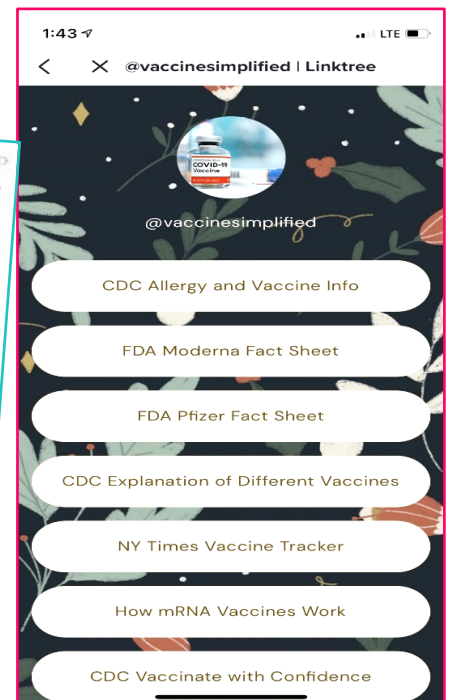 1:43
LTE
@vaccinesimplified | Linktree
COVID-19
Vaccine
@vaccinesimplified
CDC Allergy and Vaccine Info
FDA Moderna Fact Sheet
FDA Pfizer Fact Sheet
CDC Explanation of Different Vaccines
NY Times Vaccine Tracker
How mRNA Vaccines Work
CDC Vaccinate with Confidence